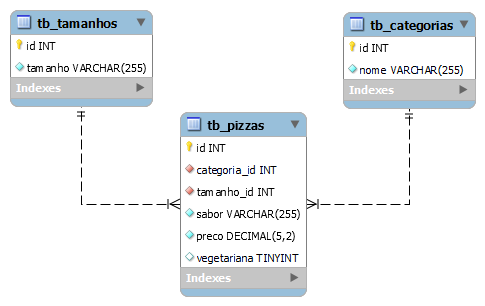 tb_tamanhos
id INT
tamanho VARCHAR(255)
Indexes
tb_categorias
id INT
nome VARCHAR(255)
Indexes
tb_pizzas
id INT
categoria_id INT
tamanho_id INT
sabor VARCHAR(255)
preco DECIMAL(5,2)
vegetariana TINYINT
Indexes